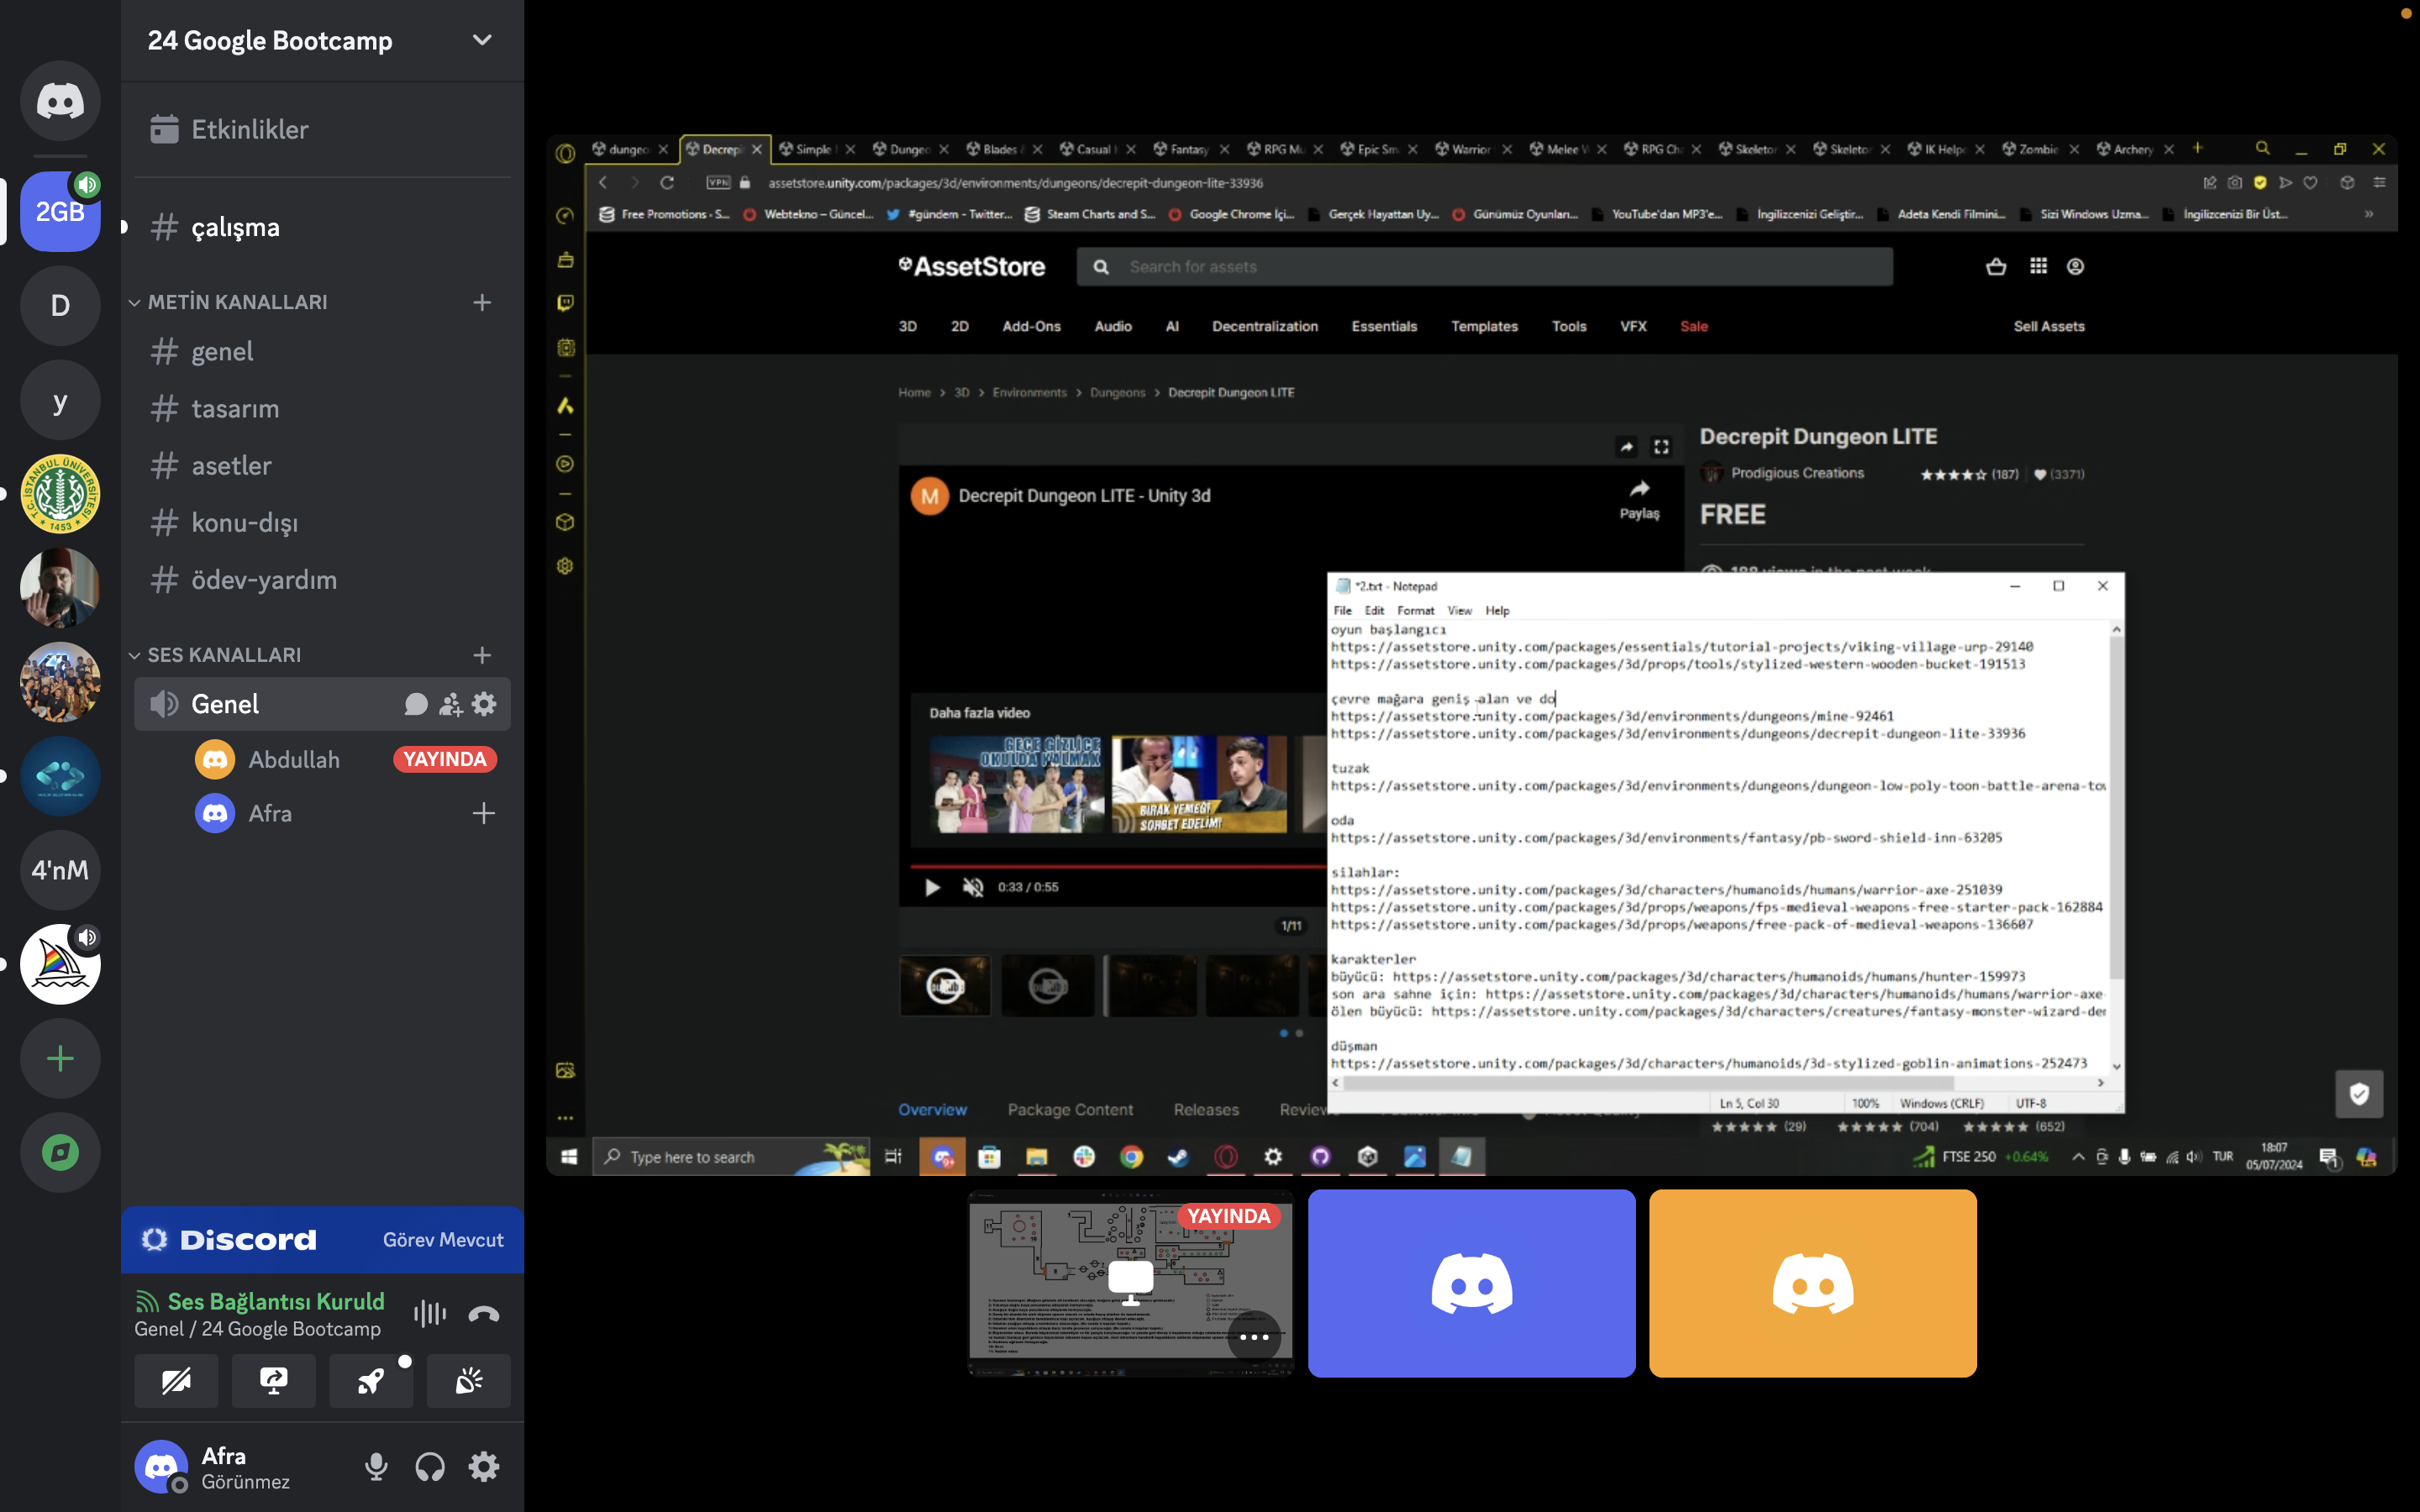 24 Google Bootcamp
Etkinlikler
çalışma
METİN KANALLARI
genel
tasarım
asetler
konu-dışı
ödev-yardım
SES KANALLARI
Genel
Abdullah YAYINDA
Afra
2GB
D
y
T.C. İSTANBUL ÜNİVERSİTESİ
1453
4'nM
Discord Görev Mevcut
Ses Bağlantısı Kuruld
Genel / 24 Google Bootcamp
Afra
Görünmez
dungeo Decrepi Simple Dungeo Blades Casual Fantasy RPG Mu Epic Sm Warrior Melee RPG Ch Skeletor Skeletor IK Helpe Zombie Archery
VPN assetstore.unity.com/packages/3d/environments/dungeons/decrepit-dungeon-lite-33936
Free Promotions - S... Webtekno – Güncel... #gündem - Twitter... Steam Charts and S... Google Chrome İçi... Gerçek Hayattan Uy... Günümüz Oyunları... YouTube'dan MP3'e... İngilizcenizi Geliştir... Adeta Kendi Filmini... Sizi Windows Uzma... İngilizcenizi Bir Üst...
AssetStore Search for assets
3D 2D Add-Ons Audio AI Decentralization Essentials Templates Tools VFX Sale Sell Assets
Home > 3D > Environments > Dungeons > Decrepit Dungeon LITE
M Decrepit Dungeon LITE - Unity 3d
Paylaş
Decrepit Dungeon LITE
Prodigious Creations (187) (3371)
FREE
188 views in the past week
Daha fazla video
GECE GİZLİCE
OKULDA KALMAK
BIRAK YEMEĞİ
SOHBET EDELİM!
0:33 / 0:55
1/11
Overview Package Content Releases Review
(29) (704) (652)
*2.txt - Notepad
File Edit Format View Help
oyun başlangıcı
https://assetstore.unity.com/packages/essentials/tutorial-projects/viking-village-urp-29140
https://assetstore.unity.com/packages/3d/props/tools/stylized-western-wooden-bucket-191513
çevre mağara geniş alan ve do
https://assetstore.unity.com/packages/3d/environments/dungeons/mine-92461
https://assetstore.unity.com/packages/3d/environments/dungeons/decrepit-dungeon-lite-33936
tuzak
https://assetstore.unity.com/packages/3d/environments/dungeons/dungeon-low-poly-toon-battle-arena-to
oda
https://assetstore.unity.com/packages/3d/environments/fantasy/pb-sword-shield-inn-63205
silahlar:
https://assetstore.unity.com/packages/3d/characters/humanoids/humans/warrior-axe-251039
https://assetstore.unity.com/packages/3d/props/weapons/fps-medieval-weapons-free-starter-pack-162884
https://assetstore.unity.com/packages/3d/props/weapons/free-pack-of-medieval-weapons-136607
karakterler
büyücü: https://assetstore.unity.com/packages/3d/characters/humanoids/humans/hunter-159973
son ara sahne için: https://assetstore.unity.com/packages/3d/characters/humanoids/humans/warrior-axe-
ölen büyücü: https://assetstore.unity.com/packages/3d/characters/creatures/fantasy-monster-wizard-de
düşman
https://assetstore.unity.com/packages/3d/characters/humanoids/3d-stylized-goblin-animations-252473
Ln 5, Col 30 100% Windows (CRLF) UTF-8
Type here to search FTSE 250 +0.64% TUR 18:07
05/07/2024
YAYINDA